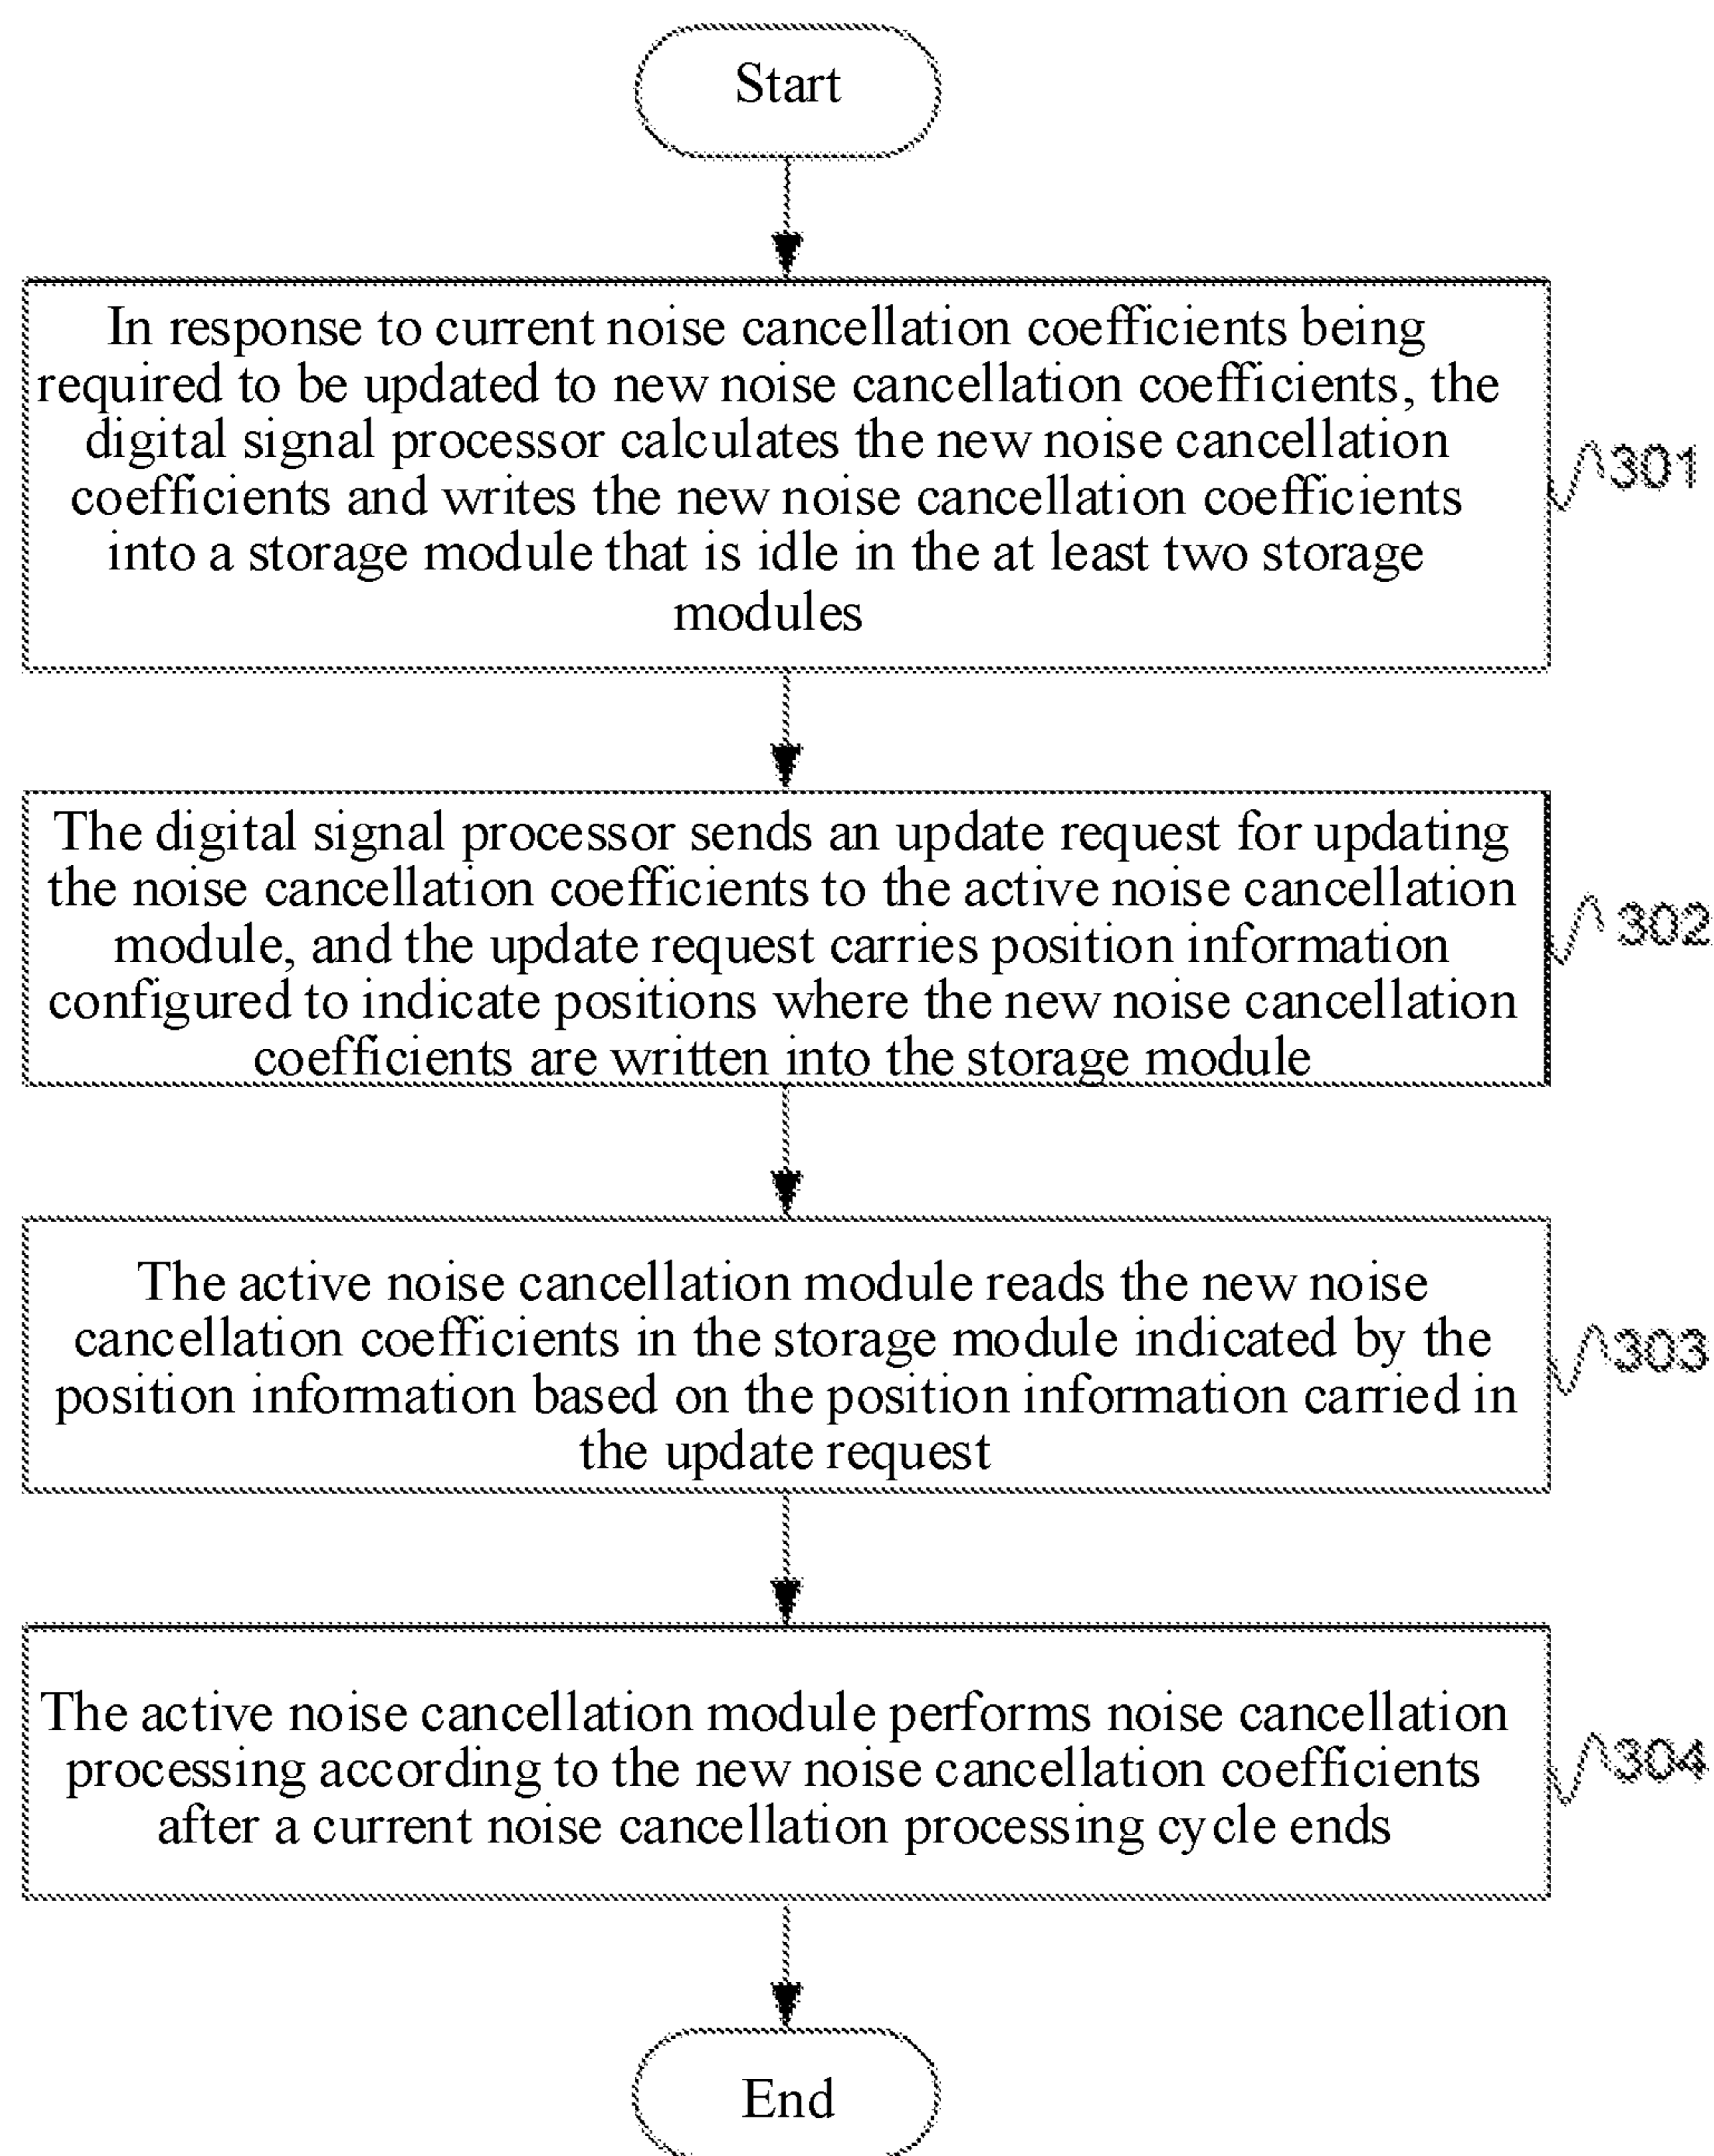 Start
In response to current noise cancellation coefficients being
required to be updated to new noise cancellation coefficients, the
digital signal processor calculates the new noise cancellation
coefficients and writes the new noise cancellation coefficients
into a storage module that is idle in the at least two storage
modules
301
The digital signal processor sends an update request for updating
the noise cancellation coefficients to the active noise cancellation
module, and the update request carries position information
configured to indicate positions where the new noise cancellation
coefficients are written into the storage module
302
The active noise cancellation module reads the new noise
cancellation coefficients in the storage module indicated by the
position information based on the position information carried in
the update request
303
The active noise cancellation module performs noise cancellation
processing according to the new noise cancellation coefficients
after a current noise cancellation processing cycle ends
304
End